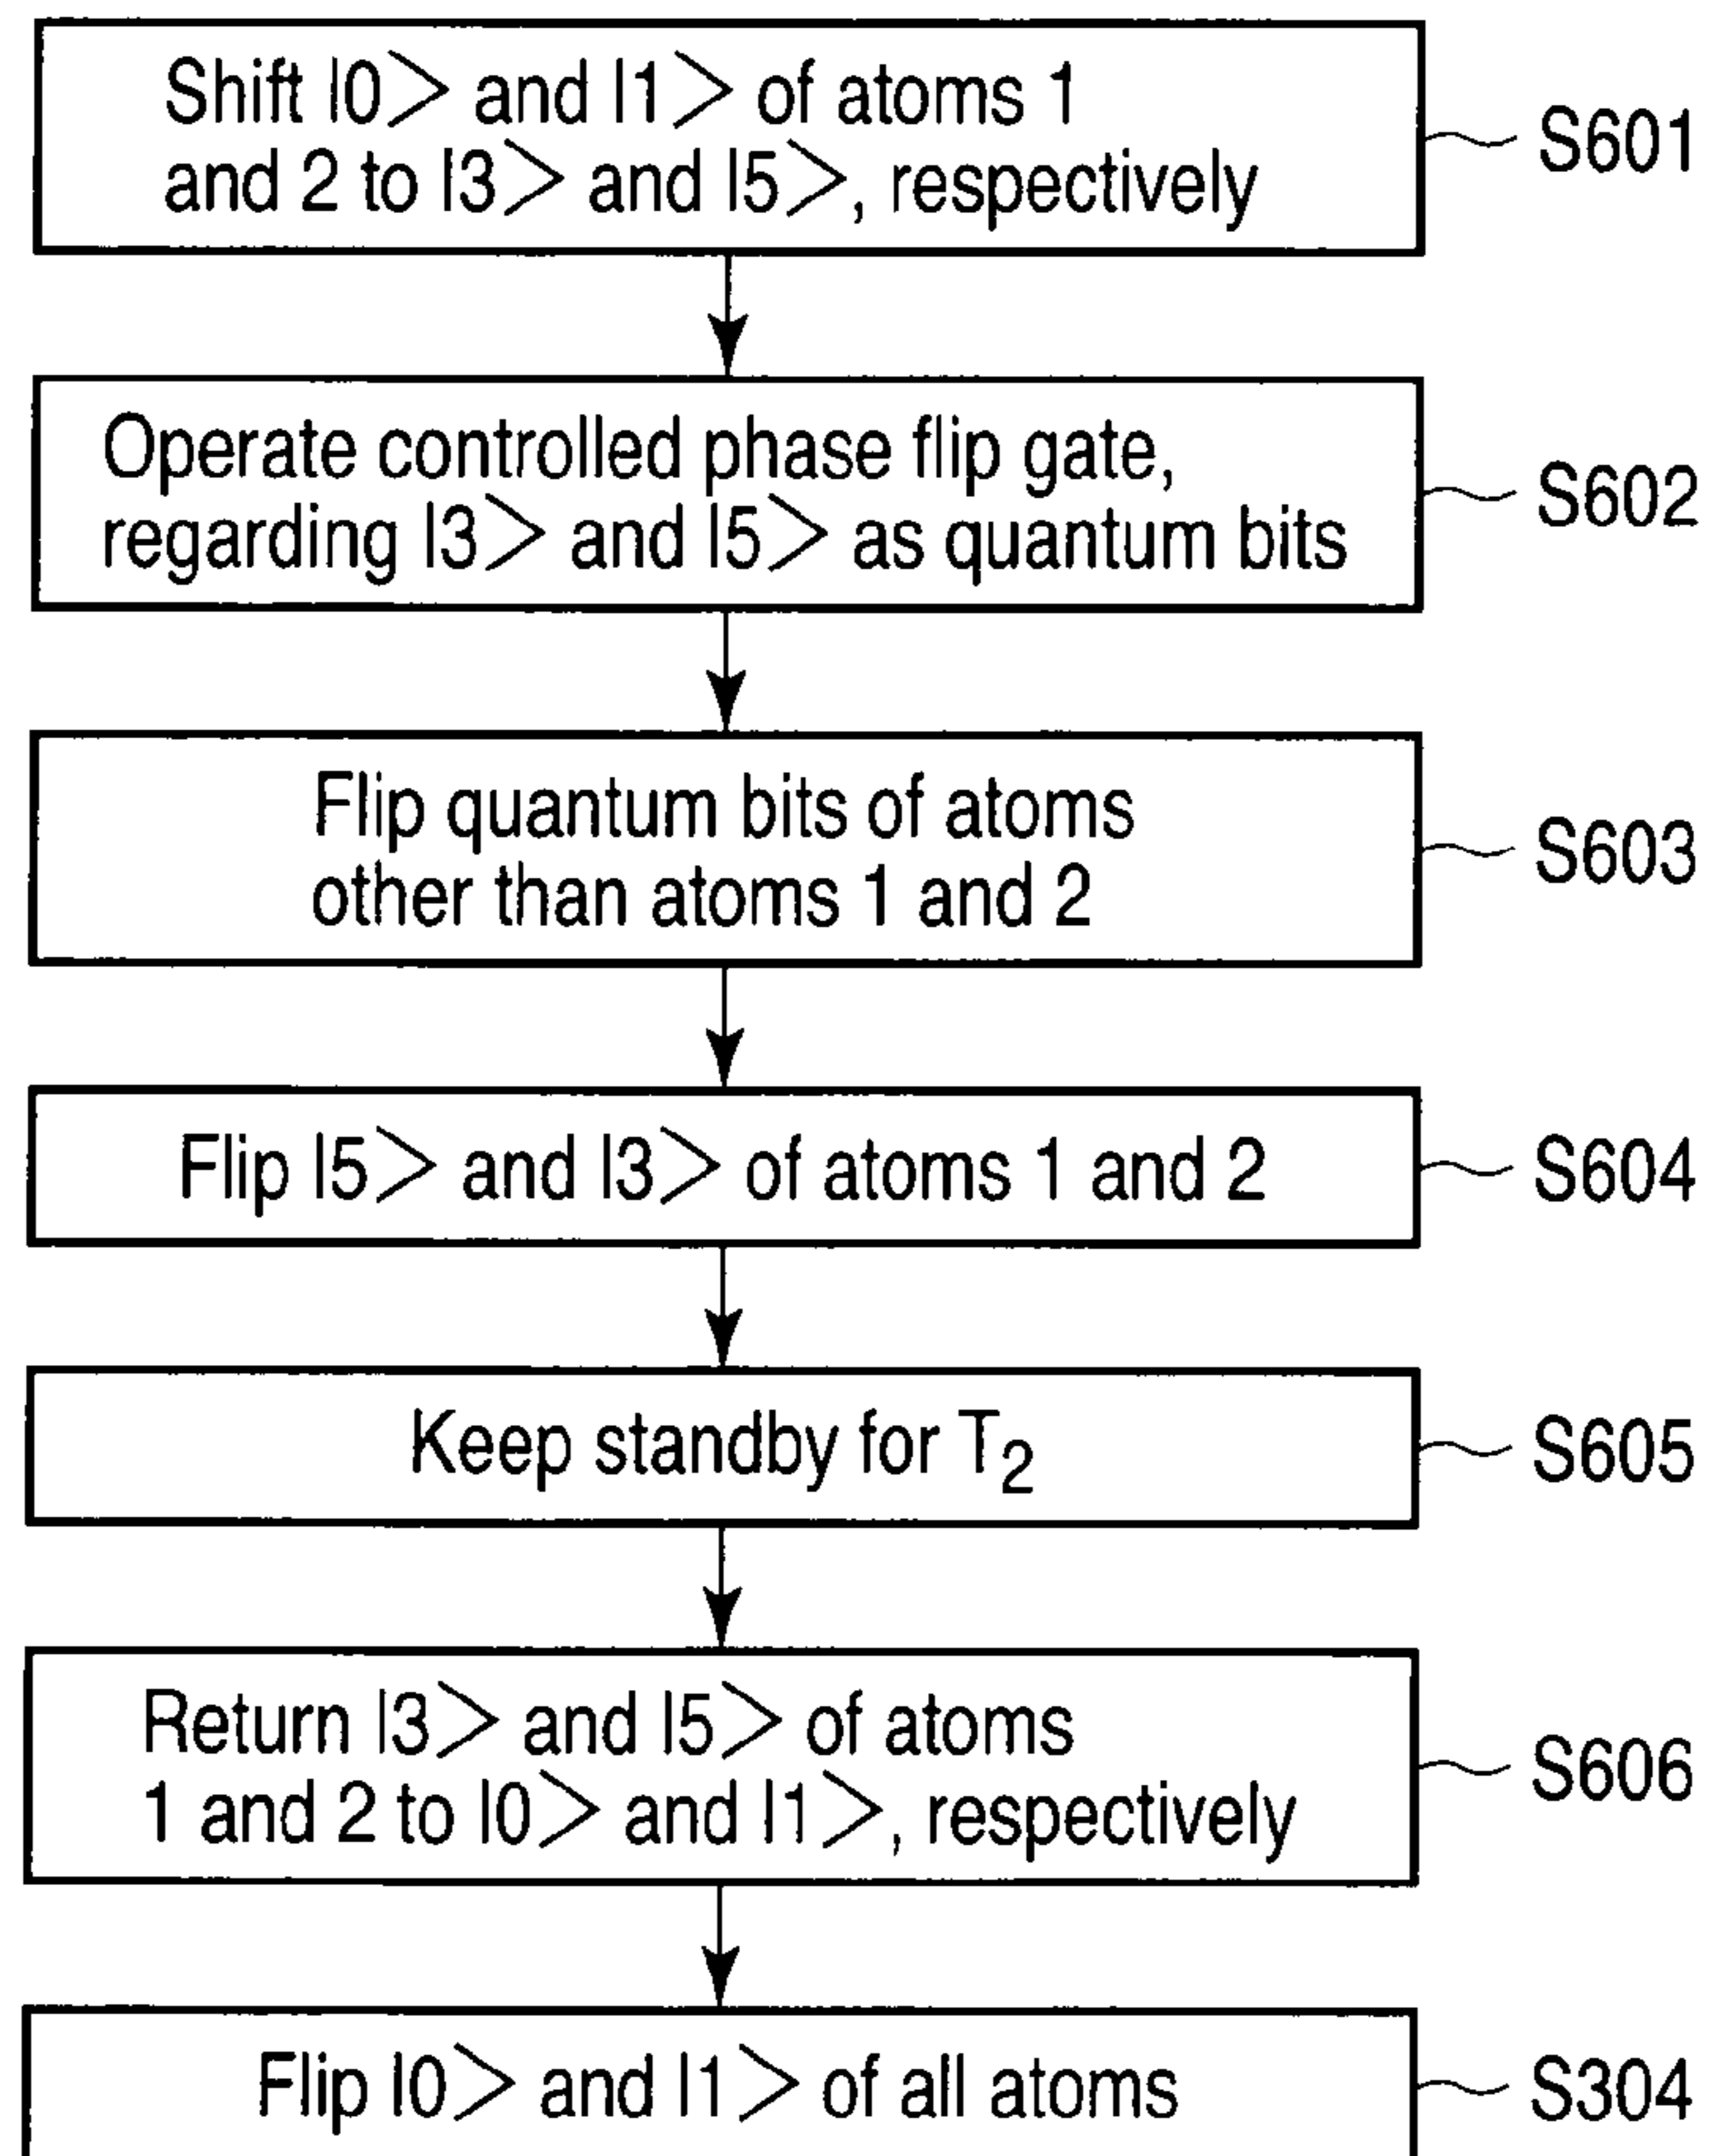 Shift |0> and |1> of atoms 1
and 2 to |3> and |5>, respectively
S601
Operate controlled phase flip gate,
regarding |3> and |5> as quantum bits
S602
Flip quantum bits of atoms
other than atoms 1 and 2
S603
Flip |5> and |3> of atoms 1 and 2
S604
Keep standby for T₂
S605
Return |3> and |5> of atoms
1 and 2 to |0> and |1>, respectively
S606
Flip |0> and |1> of all atoms
S304